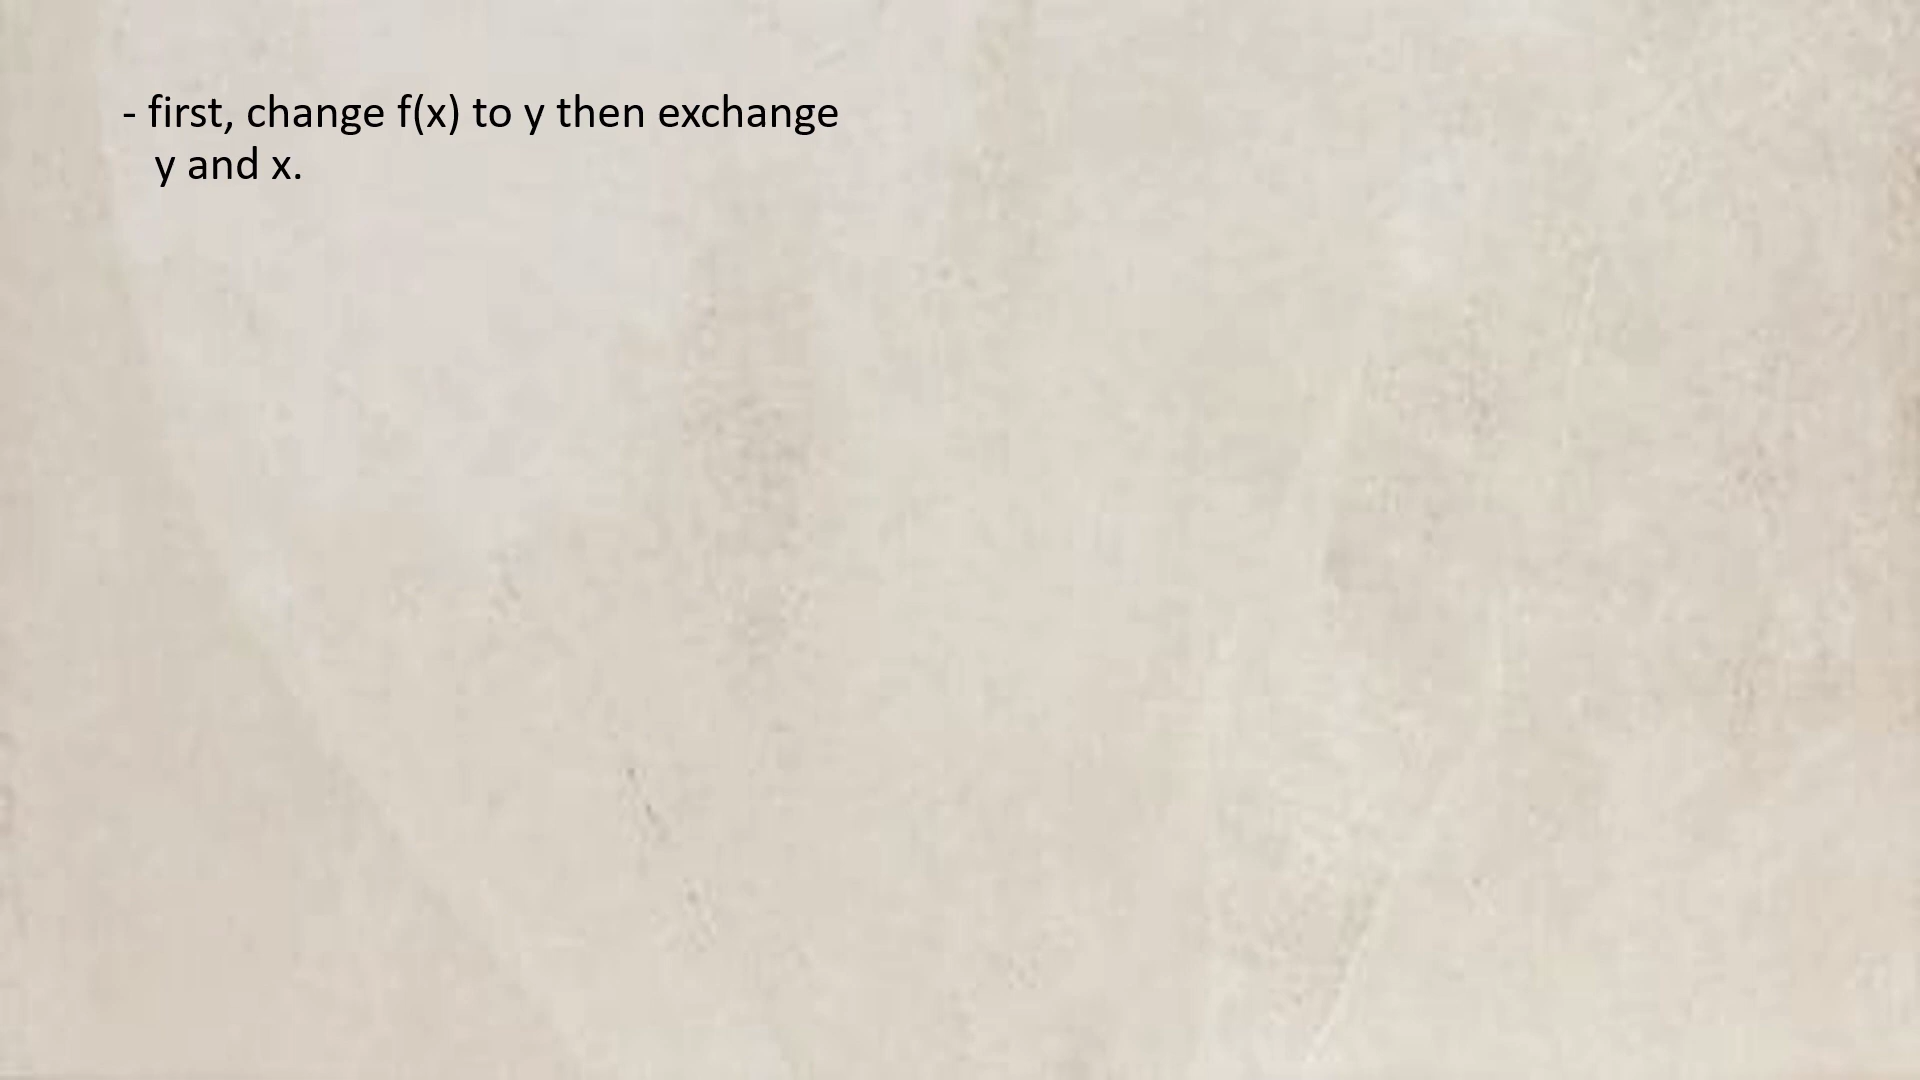 - first, change f(x) to y then exchange
y and x.